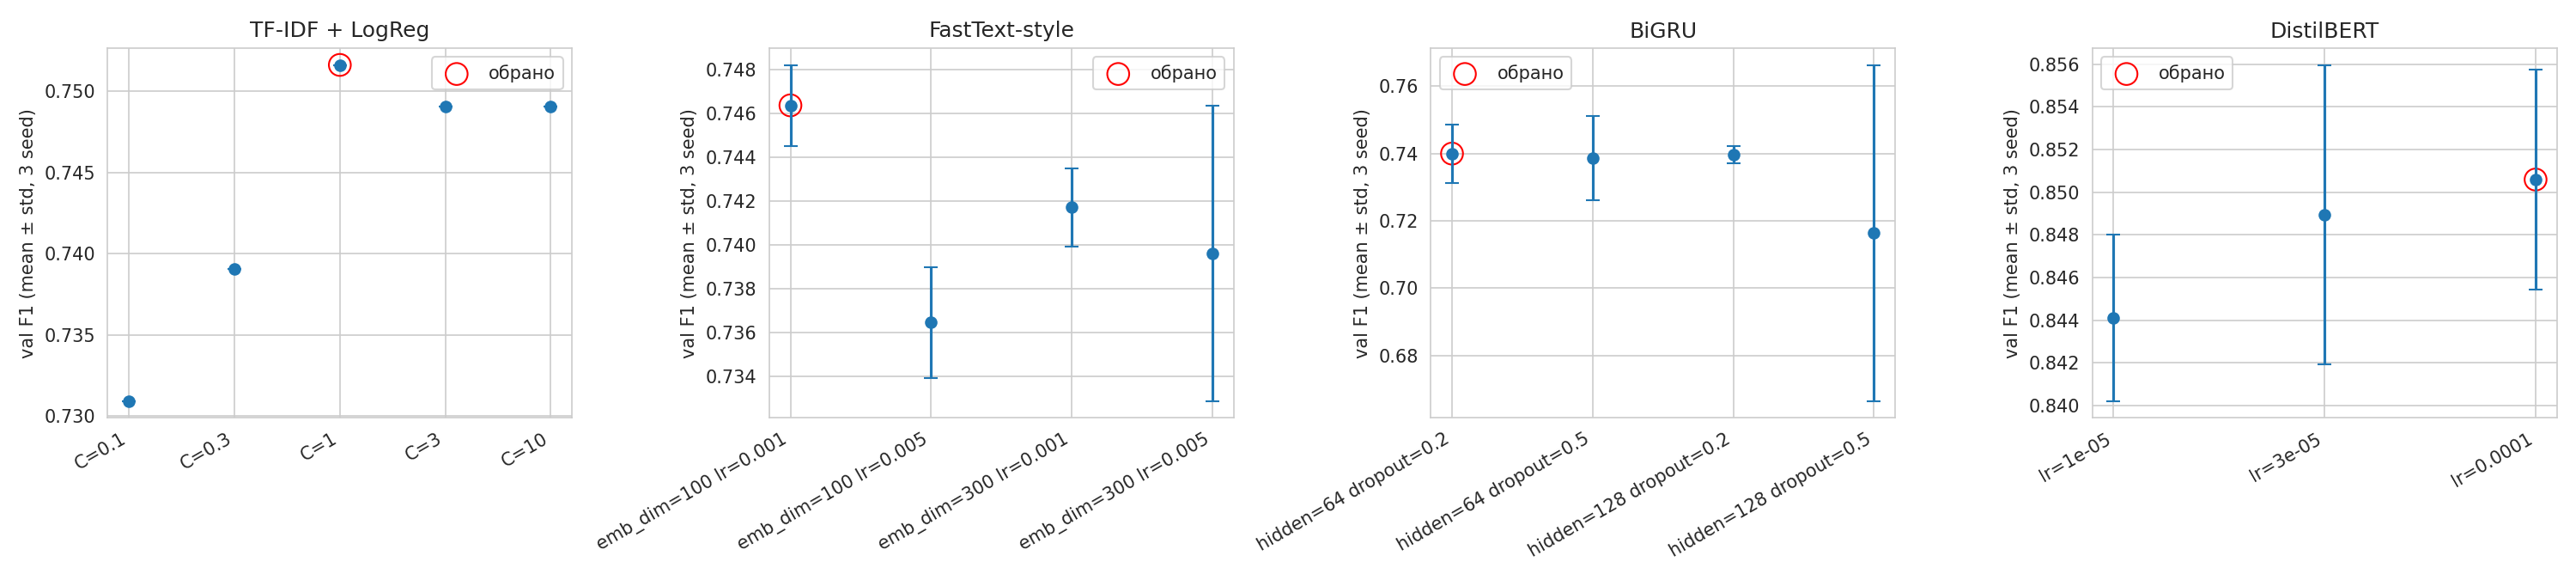 TF-IDF + LogReg
val F1 (mean ± std, 3 seed)
0.750
0.745
0.740
0.735
0.730
обрано
C=0.1
C=0.3
C=1
C=3
C=10
FastText-style
val F1 (mean ± std, 3 seed)
0.748
0.746
0.744
0.742
0.740
0.738
0.736
0.734
обрано
emb_dim=100 lr=0.001
emb_dim=100 lr=0.005
emb_dim=300 lr=0.001
emb_dim=300 lr=0.005
BiGRU
val F1 (mean ± std, 3 seed)
0.76
0.74
0.72
0.70
0.68
обрано
hidden=64 dropout=0.2
hidden=64 dropout=0.5
hidden=128 dropout=0.2
hidden=128 dropout=0.5
DistilBERT
val F1 (mean ± std, 3 seed)
0.856
0.854
0.852
0.850
0.848
0.846
0.844
0.842
0.840
обрано
lr=1e-05
lr=3e-05
lr=0.0001